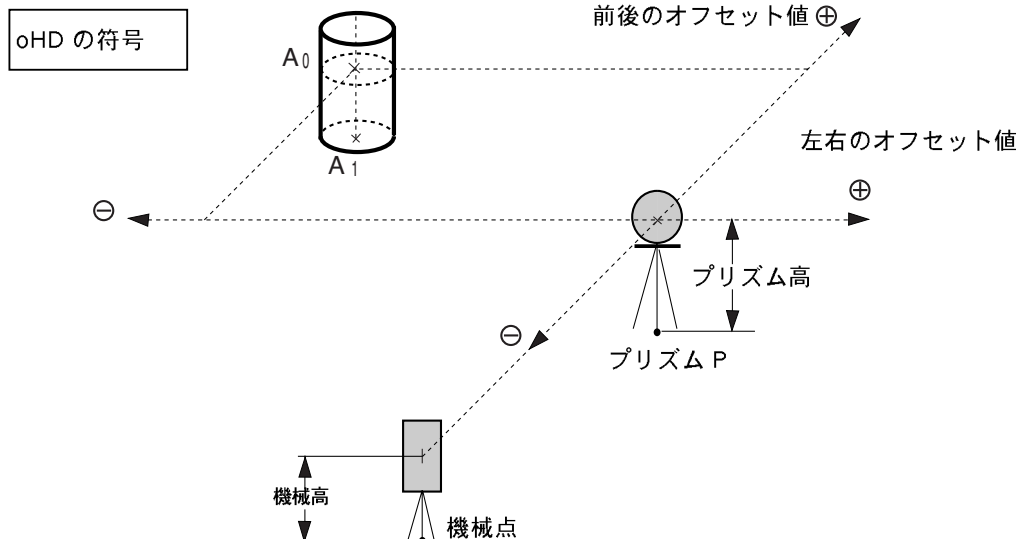 oHD の符号
前後のオフセット値 ⊕
A0
左右のオフセット値
A1
⊖
⊕
プリズム高
⊖
プリズム P
機械高
機械点